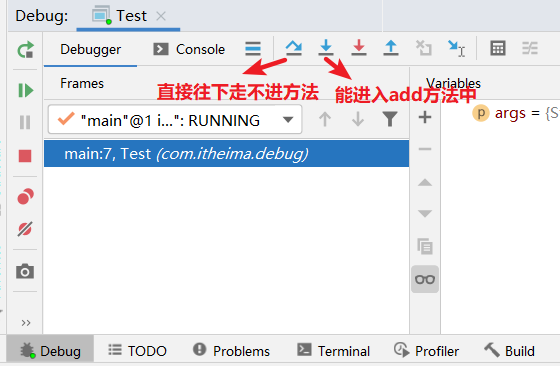 Debug: Test
Debugger Console
Frames Variables
直接往下走不进方法 能进入add方法中
"main"@1 i...": RUNNING
args = {S
main:7, Test (com.itheima.debug)
Debug TODO Problems Terminal Profiler Build